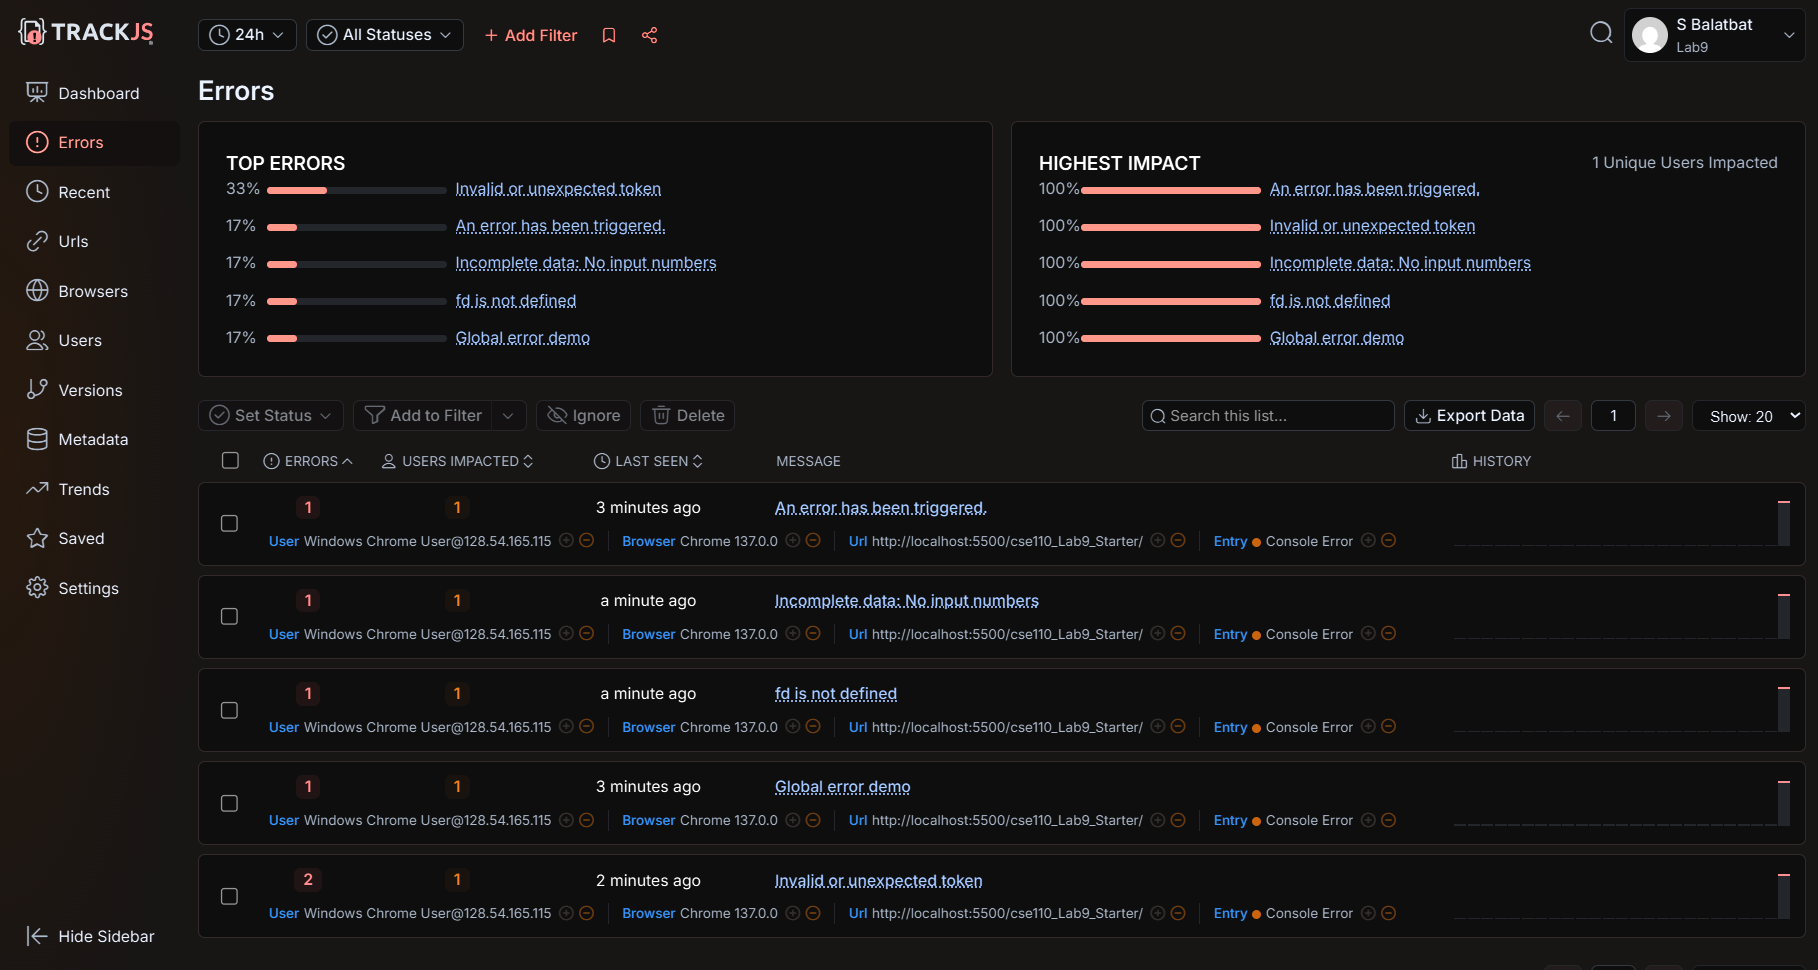 TRACKJS
24h
All Statuses
+ Add Filter
S Balatbat
Lab9
Dashboard
Errors
Recent
Urls
Browsers
Users
Versions
Metadata
Trends
Saved
Settings
Hide Sidebar
Errors
TOP ERRORS
33% Invalid or unexpected token
17% An error has been triggered.
17% Incomplete data: No input numbers
17% fd is not defined
17% Global error demo
HIGHEST IMPACT
1 Unique Users Impacted
100% An error has been triggered.
100% Invalid or unexpected token
100% Incomplete data: No input numbers
100% fd is not defined
100% Global error demo
Set Status
Add to Filter
Ignore
Delete
Search this list...
Export Data
1
Show: 20
ERRORS USERS IMPACTED LAST SEEN MESSAGE HISTORY
1 1 3 minutes ago An error has been triggered.
User Windows Chrome User@128.54.165.115 Browser Chrome 137.0.0 Url http://localhost:5500/cse110_Lab9_Starter/ Entry Console Error
1 1 a minute ago Incomplete data: No input numbers
User Windows Chrome User@128.54.165.115 Browser Chrome 137.0.0 Url http://localhost:5500/cse110_Lab9_Starter/ Entry Console Error
1 1 a minute ago fd is not defined
User Windows Chrome User@128.54.165.115 Browser Chrome 137.0.0 Url http://localhost:5500/cse110_Lab9_Starter/ Entry Console Error
1 1 3 minutes ago Global error demo
User Windows Chrome User@128.54.165.115 Browser Chrome 137.0.0 Url http://localhost:5500/cse110_Lab9_Starter/ Entry Console Error
2 1 2 minutes ago Invalid or unexpected token
User Windows Chrome User@128.54.165.115 Browser Chrome 137.0.0 Url http://localhost:5500/cse110_Lab9_Starter/ Entry Console Error